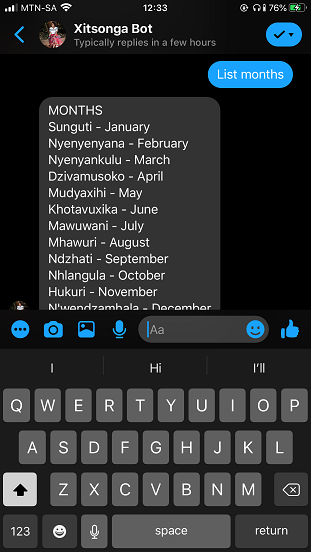 MTN-SA
12:33
76%
Xitsonga Bot
Typically replies in a few hours
List months
MONTHS
Sunguti - January
Nyenyenyana - February
Nyenyankulu - March
Dzivamusoko - April
Mudyaxihi - May
Khotavuxika - June
Mawuwani - July
Mhawuri - August
Ndzhati - September
Nhlangula - October
Hukuri - November
N'wendzamhala - December
Aa
I Hi I'll
Q W E R T Y U I O P
A S D F G H J K L
Z X C V B N M
123 space return